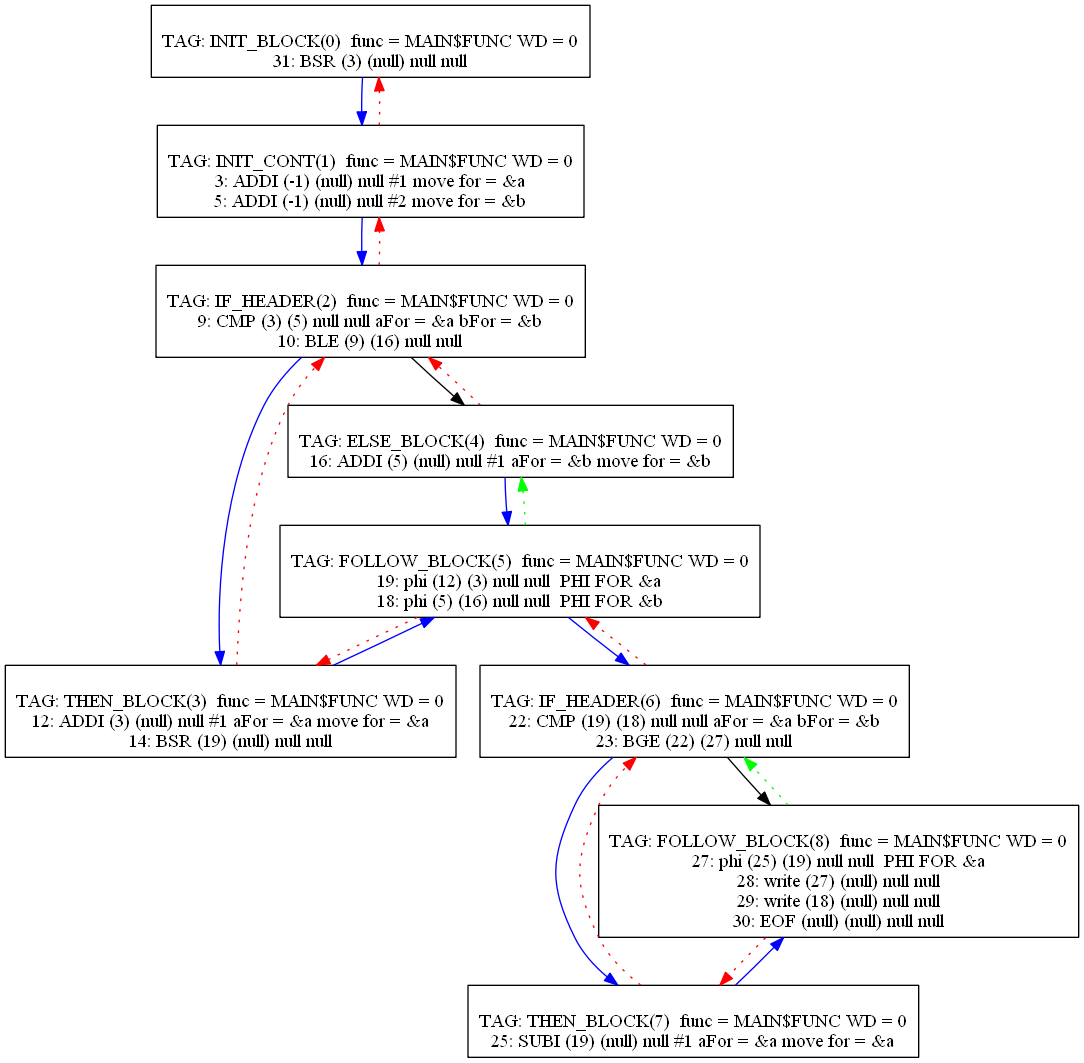 TAG: INIT_BLOCK(0) func = MAIN$FUNC WD = 0
31: BSR (3) (null) null null
TAG: INIT_CONT(1) func = MAIN$FUNC WD = 0
3: ADDI (-1) (null) null #1 move for = &a
5: ADDI (-1) (null) null #2 move for = &b
TAG: IF_HEADER(2) func = MAIN$FUNC WD = 0
9: CMP (3) (5) null null aFor = &a bFor = &b
10: BLE (9) (16) null null
TAG: ELSE_BLOCK(4) func = MAIN$FUNC WD = 0
16: ADDI (5) (null) null #1 aFor = &b move for = &b
TAG: FOLLOW_BLOCK(5) func = MAIN$FUNC WD = 0
19: phi (12) (3) null null PHI FOR &a
18: phi (5) (16) null null PHI FOR &b
TAG: THEN_BLOCK(3) func = MAIN$FUNC WD = 0
12: ADDI (3) (null) null #1 aFor = &a move for = &a
14: BSR (19) (null) null null
TAG: IF_HEADER(6) func = MAIN$FUNC WD = 0
22: CMP (19) (18) null null aFor = &a bFor = &b
23: BGE (22) (27) null null
TAG: FOLLOW_BLOCK(8) func = MAIN$FUNC WD = 0
27: phi (25) (19) null null PHI FOR &a
28: write (27) (null) null null
29: write (18) (null) null null
30: EOF (null) (null) null null
TAG: THEN_BLOCK(7) func = MAIN$FUNC WD = 0
25: SUBI (19) (null) null #1 aFor = &a move for = &a